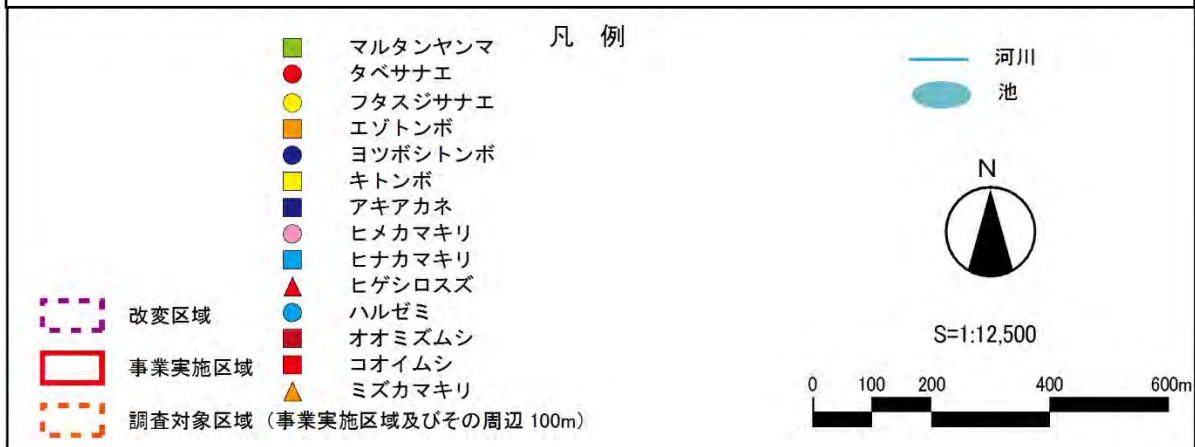 凡 例
マルタンヤンマ
タベサナエ
フタスジサナエ
エゾトンボ
ヨツボシトンボ
キトンボ
アキアカネ
ヒメカマキリ
ヒナカマキリ
ヒゲシロスズ
ハルゼミ
オオミズムシ
コオイムシ
ミズカマキリ
改変区域
事業実施区域
調査対象区域（事業実施区域及びその周辺 100m）
河川
池
N
S=1:12,500
0 100 200 400 600m